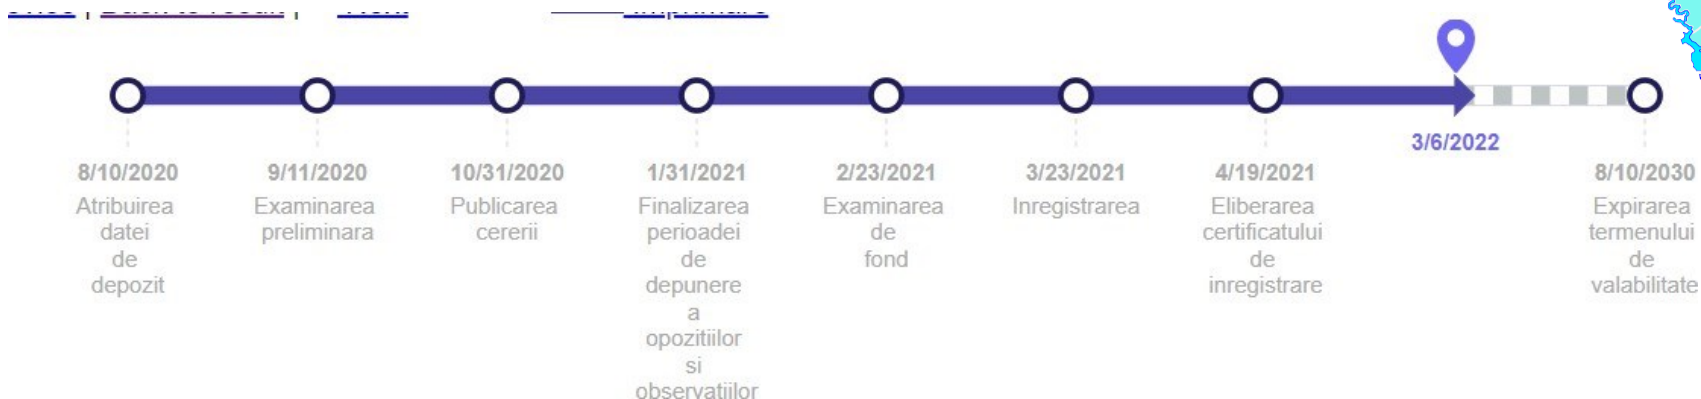 3/6/2022
8/10/2020
Atribuirea
datei
de
depozit
9/11/2020
Examinarea
preliminara
10/31/2020
Publicarea
cererii
1/31/2021
Finalizarea
perioadei
de
depunere
a
opozitiilor
si
observatiilor
2/23/2021
Examinarea
de
fond
3/23/2021
Inregistrarea
4/19/2021
Eliberarea
certificatului
de
inregistrare
8/10/2030
Expirarea
termenului
de
valabilitate